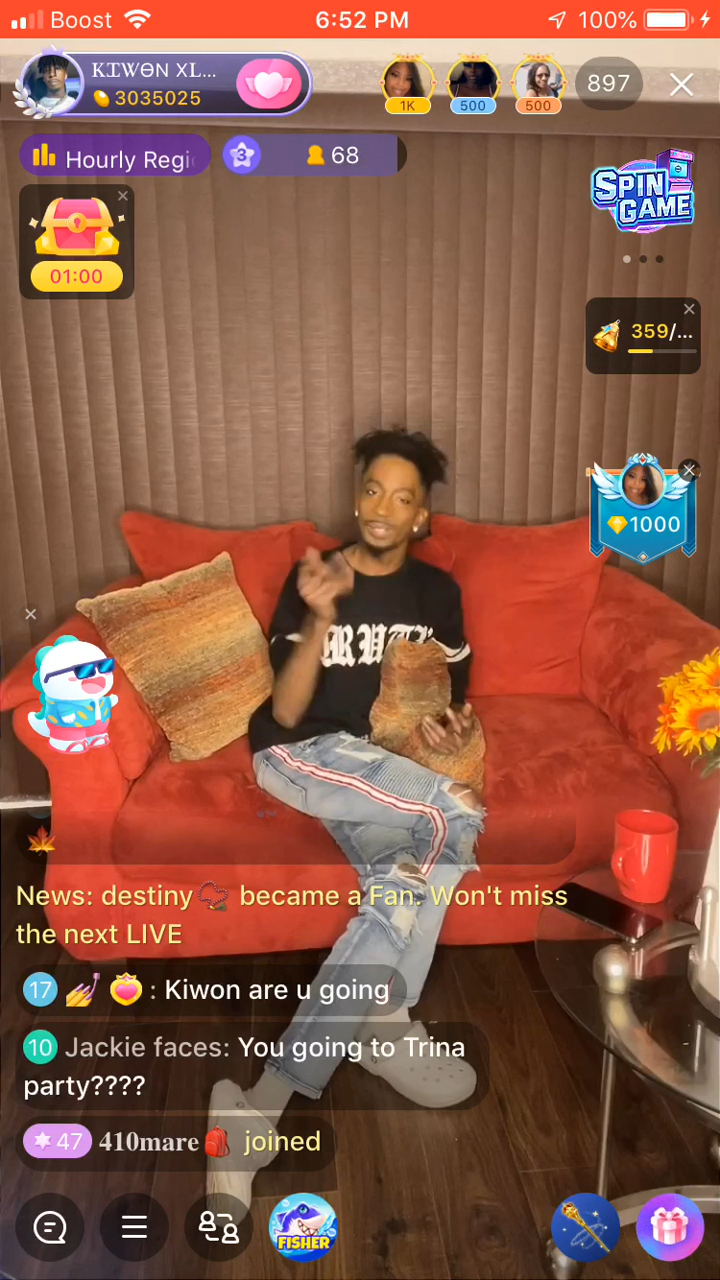 Boost 6:52 PM 100%
KIWΘN XL...
3035025
1K 500 500 897
Hourly Regi
3 68
SPIN GAME
01:00
359/...
1000
News: destiny became a Fan. Won't miss
the next LIVE
17 : Kiwon are u going
10 Jackie faces: You going to Trina
party????
47 410mare joined
FISHER